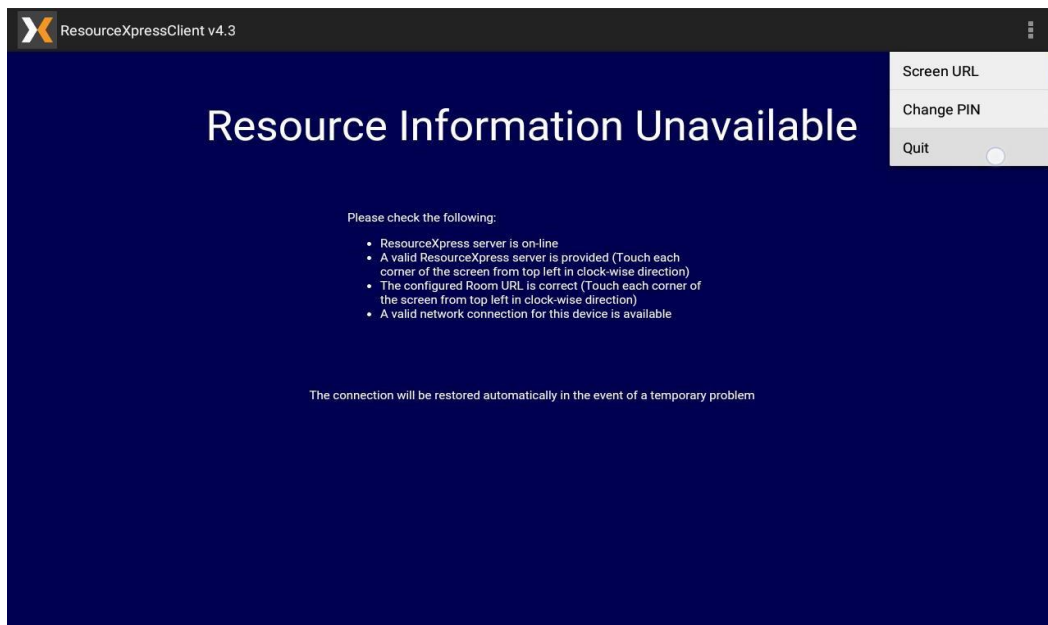 ResourceXpressClient v4.3
Screen URL
Change PIN
Quit
Resource Information Unavailable
Please check the following:
• ResourceXpress server is on-line
• A valid ResourceXpress server is provided (Touch each
corner of the screen from top left in clock-wise direction)
• The configured Room URL is correct (Touch each corner of
the screen from top left in clock-wise direction)
• A valid network connection for this device is available
The connection will be restored automatically in the event of a temporary problem